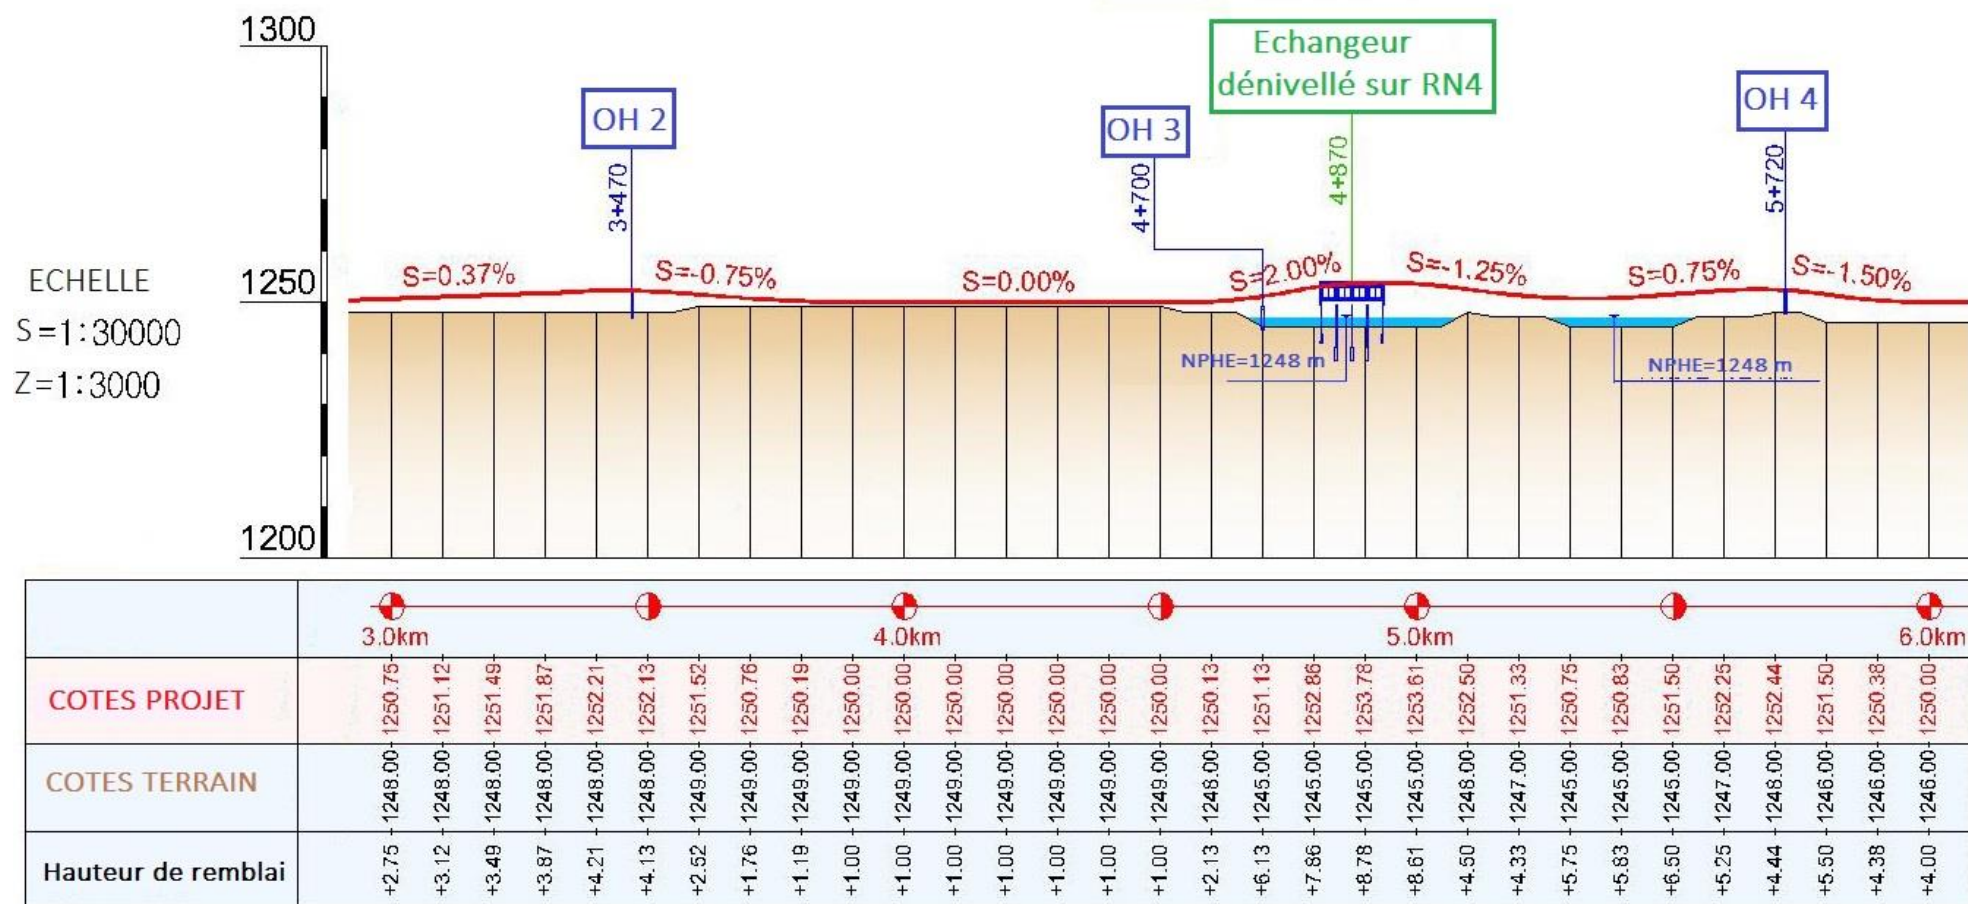 1300
1250
1200
ECHELLE
S=1:30000
Z=1:3000
OH 2
3+470
OH 3
4+700
Echangeur
dénivellé sur RN4
4+870
OH 4
5+720
S=0.37%
S=-0.75%
S=0.00%
S=2.00%
S=-1.25%
S=0.75%
S=-1.50%
NPHE=1248 m
NPHE=1248 m
3.0km 4.0km 5.0km 6.0km
COTES PROJET 1250.75 1251.12 1251.49 1251.87 1252.21 1252.13 1251.52 1250.76 1250.19 1250.00 1250.00 1250.00 1250.00 1250.00 1250.00 1250.00 1250.13 1251.13 1252.86 1253.78 1253.61 1252.50 1251.33 1250.75 1250.83 1251.50 1252.25 1252.44 1251.50 1250.38 1250.00
COTES TERRAIN 1248.00 1248.00 1248.00 1248.00 1248.00 1248.00 1249.00 1249.00 1249.00 1249.00 1249.00 1249.00 1249.00 1249.00 1249.00 1249.00 1248.00 1245.00 1245.00 1245.00 1245.00 1248.00 1247.00 1245.00 1245.00 1245.00 1247.00 1248.00 1246.00 1246.00 1246.00
Hauteur de remblai +2.75 +3.12 +3.49 +3.87 +4.21 +4.13 +2.52 +1.76 +1.19 +1.00 +1.00 +1.00 +1.00 +1.00 +1.00 +1.00 +2.13 +6.13 +7.86 +8.78 +8.61 +4.50 +4.33 +5.75 +5.83 +6.50 +5.25 +4.44 +5.50 +4.38 +4.00